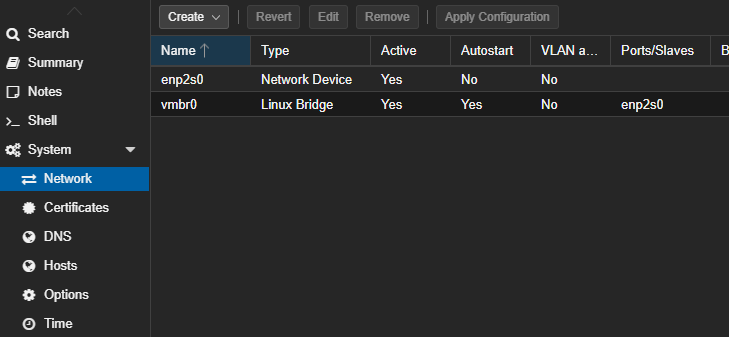 Create Revert Edit Remove Apply Configuration
Search
Summary
Notes
Shell
System
Network
Certificates
DNS
Hosts
Options
Time
Name Type Active Autostart VLAN a... Ports/Slaves B
enp2s0 Network Device Yes No No
vmbr0 Linux Bridge Yes Yes No enp2s0